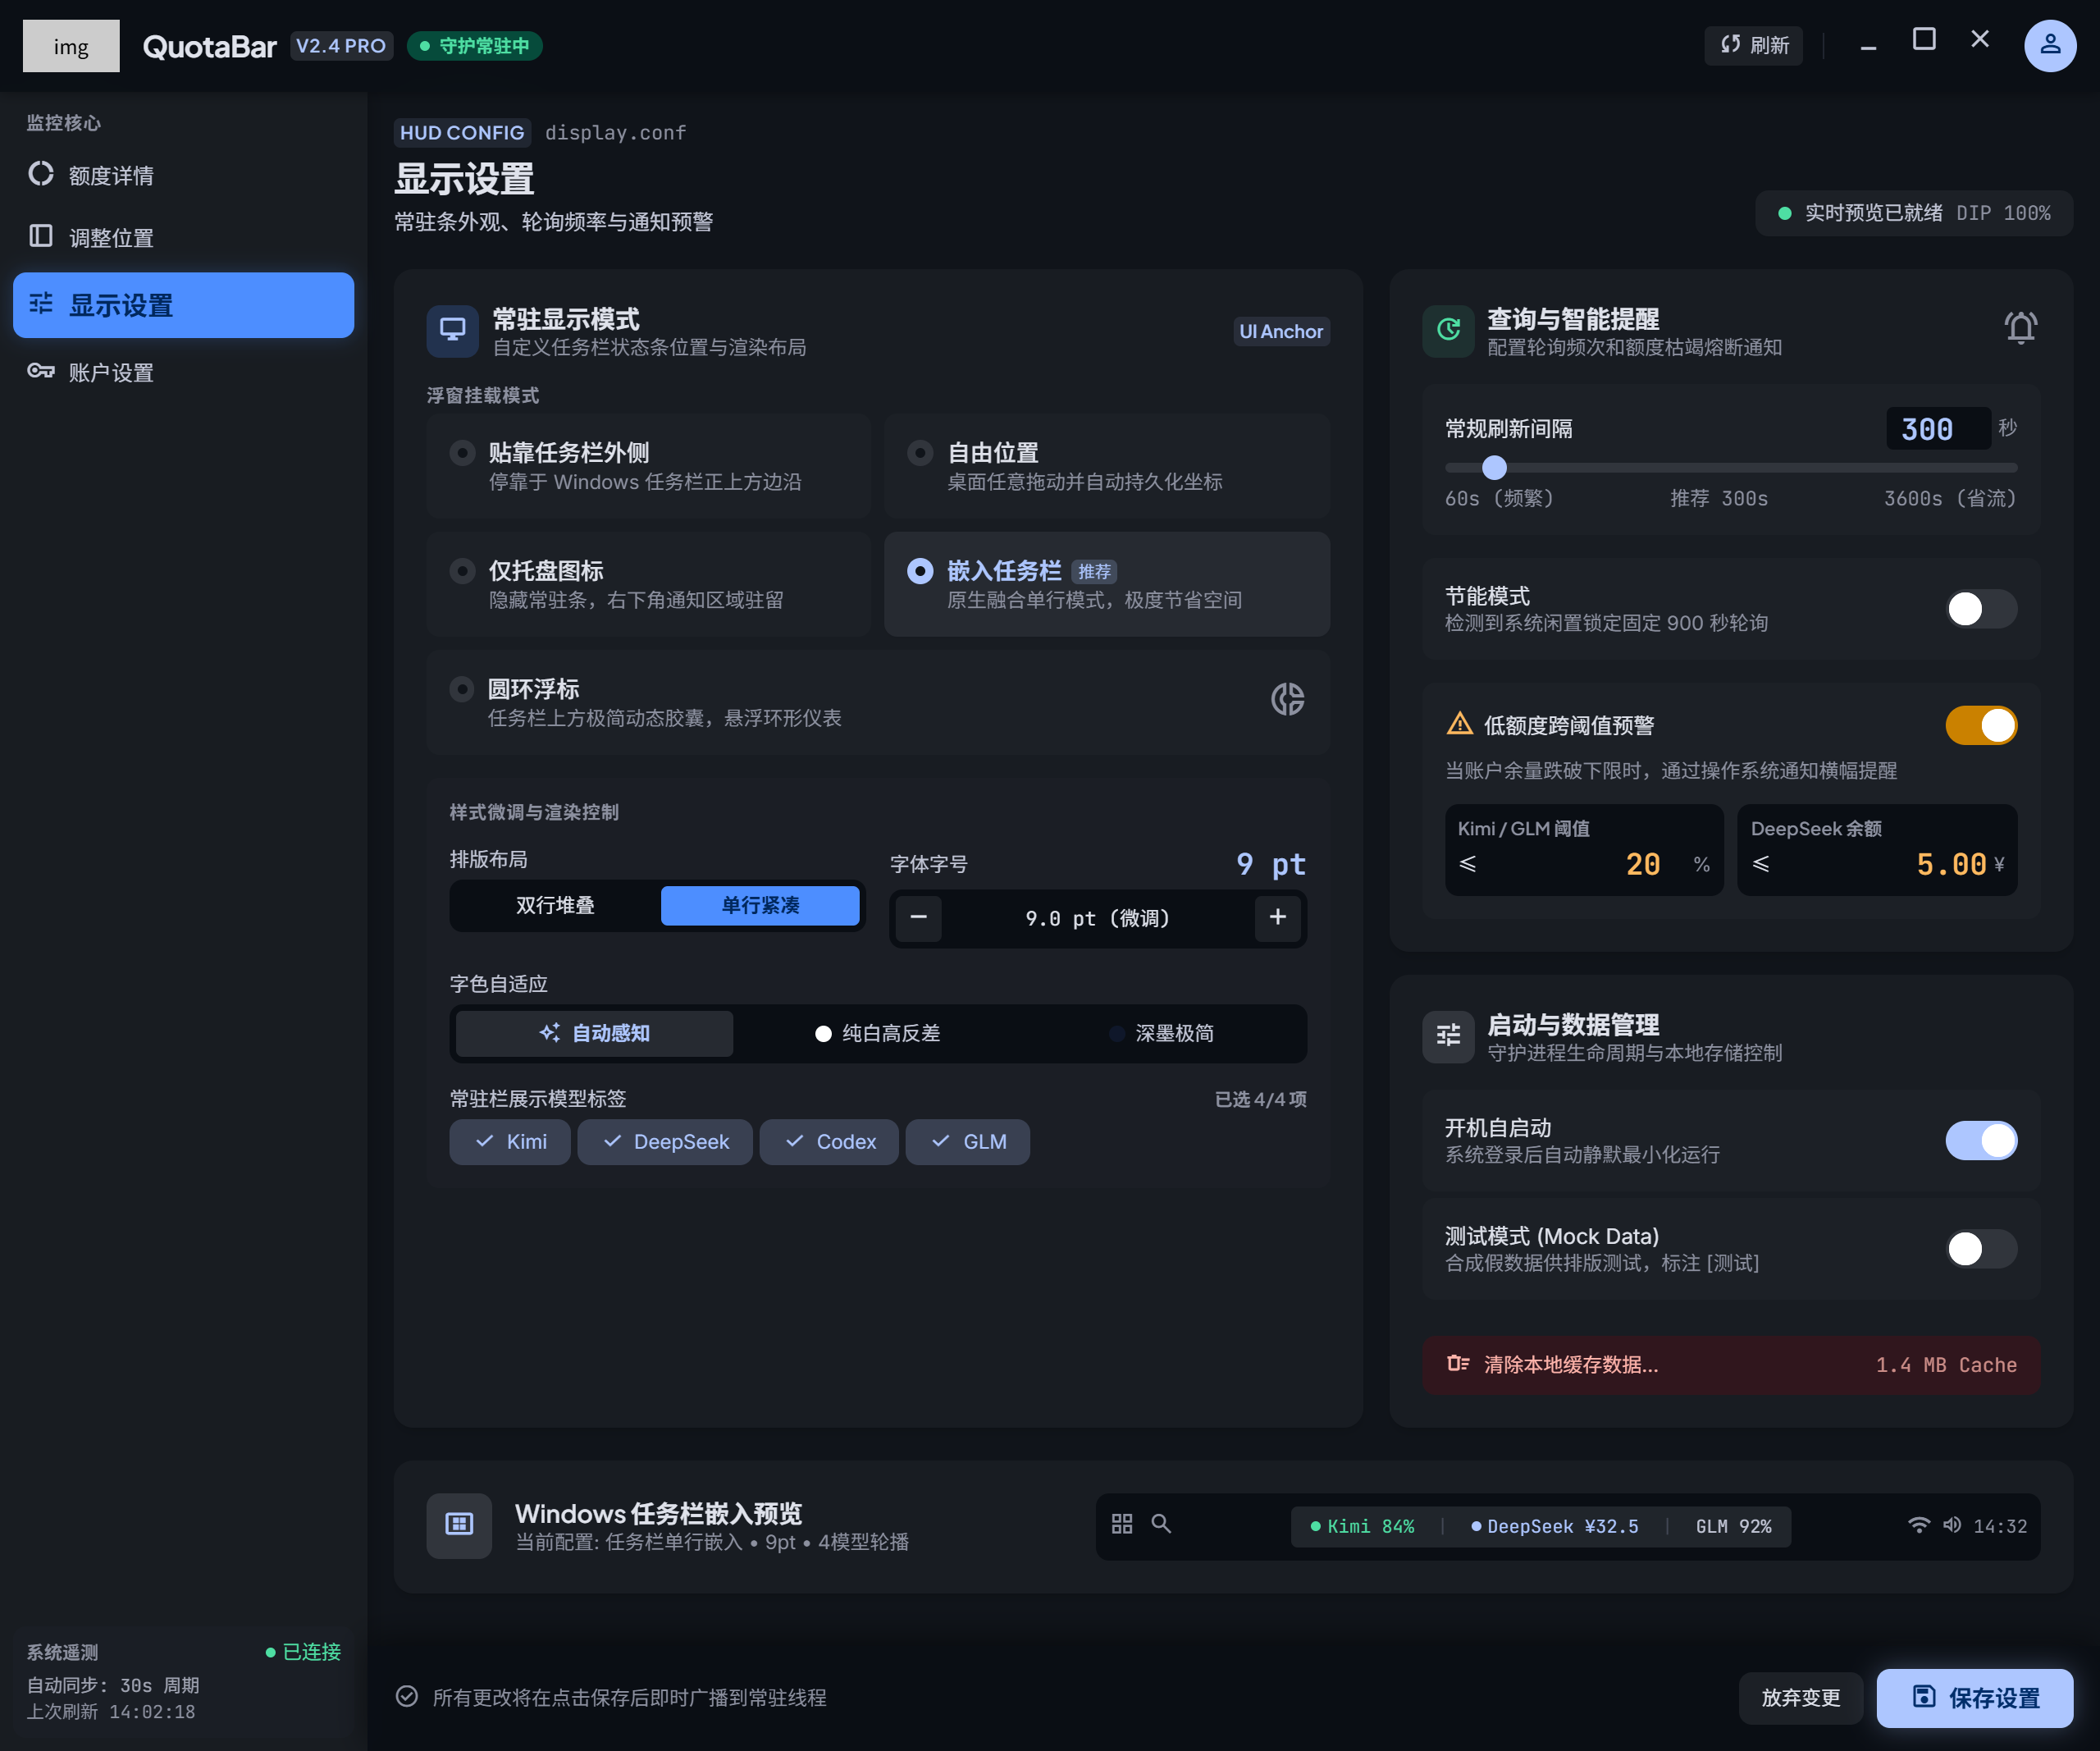 img
QuotaBar
V2.4 PRO
守护常驻中
刷新
监控核心
额度详情
调整位置
显示设置
账户设置
系统遥测
已连接
自动同步: 30s 周期
上次刷新 14:02:18
HUD CONFIG display.conf
显示设置
常驻条外观、轮询频率与通知预警
实时预览已就绪 DIP 100%
常驻显示模式
自定义任务栏状态条位置与渲染布局
UI Anchor
浮窗挂载模式
贴靠任务栏外侧
停靠于 Windows 任务栏正上方边沿
自由位置
桌面任意拖动并自动持久化坐标
仅托盘图标
隐藏常驻条，右下角通知区域驻留
嵌入任务栏 推荐
原生融合单行模式，极度节省空间
圆环浮标
任务栏上方极简动态胶囊，悬浮环形仪表
样式微调与渲染控制
排版布局
双行堆叠
单行紧凑
字体字号
9 pt
−
9.0 pt (微调)
+
字色自适应
自动感知
纯白高反差
深墨极简
常驻栏展示模型标签
已选 4/4 项
Kimi
DeepSeek
Codex
GLM
查询与智能提醒
配置轮询频次和额度枯竭熔断通知
常规刷新间隔
300 秒
60s (频繁)
推荐 300s
3600s (省流)
节能模式
检测到系统闲置锁定固定 900 秒轮询
低额度跨阈值预警
当账户余量跌破下限时，通过操作系统通知横幅提醒
Kimi / GLM 阈值
≤ 20 %
DeepSeek 余额
≤ 5.00 ¥
启动与数据管理
守护进程生命周期与本地存储控制
开机自启动
系统登录后自动静默最小化运行
测试模式 (Mock Data)
合成假数据供排版测试，标注 [测试]
清除本地缓存数据...
1.4 MB Cache
Windows 任务栏嵌入预览
当前配置: 任务栏单行嵌入 • 9pt • 4模型轮播
Kimi 84% | DeepSeek ¥32.5 | GLM 92%
14:32
所有更改将在点击保存后即时广播到常驻线程
放弃变更
保存设置